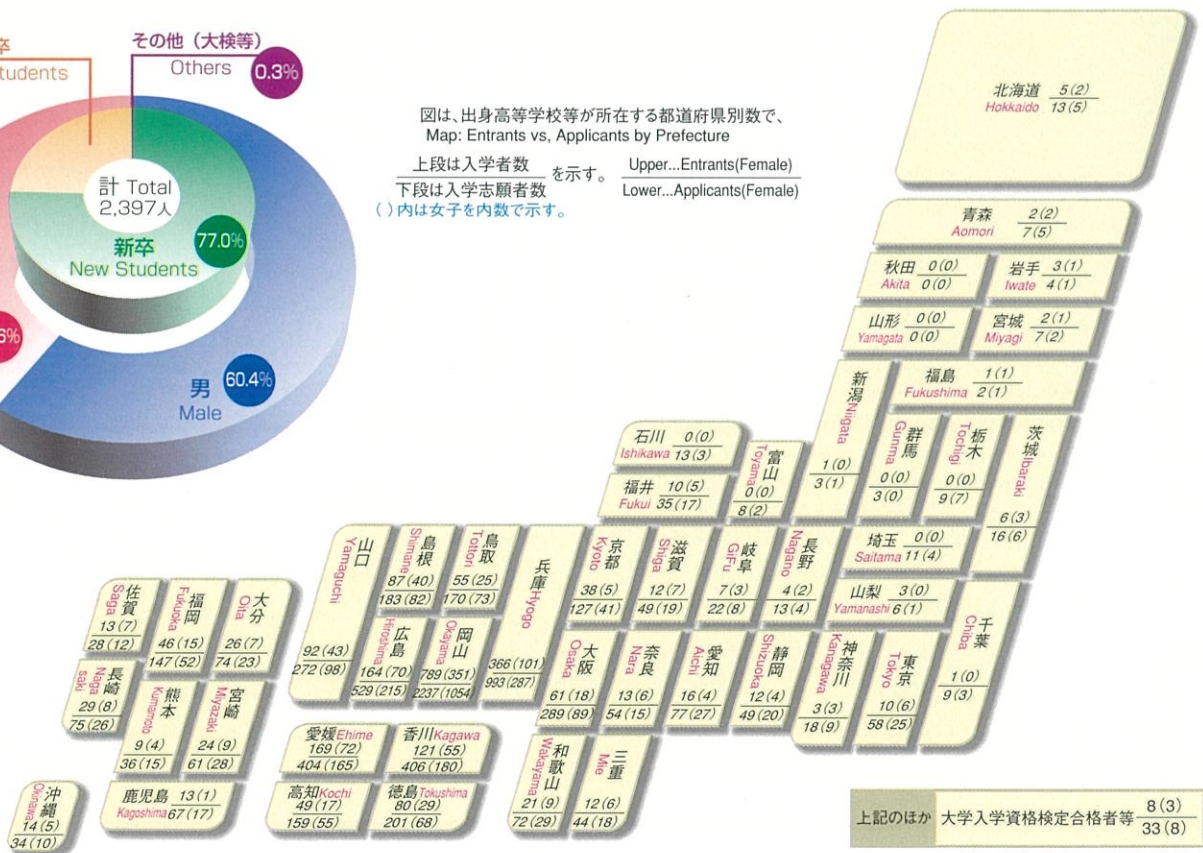 卒
tudents
その他（大検等）
Others
0.3%
計 Total
2,397人
新卒
New Students
77.0%
6%
男
Male
60.4%
図は、出身高等学校等が所在する都道府県別数で、
Map: Entrants vs, Applicants by Prefecture
上段は入学者数
下段は入学志願者数
を示す。
Upper...Entrants(Female)
Lower...Applicants(Female)
( )内は女子を内数で示す。
北海道 5(2)
Hokkaido 13(5)
青森 2(2)
Aomori 7(5)
秋田 0(0)
Akita 0(0)
岩手 3(1)
Iwate 4(1)
山形 0(0)
Yamagata 0(0)
宮城 2(1)
Miyagi 7(2)
新潟 Niigata
1(0)
3(1)
福島 1(1)
Fukushima 2(1)
群馬 Gunma
0(0)
3(0)
栃木 Tochigi
0(0)
9(7)
茨城 Ibaraki
6(3)
16(6)
石川 0(0)
Ishikawa 13(3)
富山 Toyama
0(0)
8(2)
福井 10(5)
Fukui 35(17)
埼玉 0(0)
Saitama 11(4)
山梨 3(0)
Yamanashi 6(1)
山口 Yamaguchi
92(43)
272(98)
島根 Shimane
87(40)
183(82)
鳥取 Tottori
55(25)
170(73)
兵庫 Hyogo
366(101)
993(287)
京都 Kyoto
38(5)
127(41)
滋賀 Shiga
12(7)
49(19)
岐阜 GiFu
7(3)
22(8)
長野 Nagano
4(2)
13(4)
広島 Hiroshima
164(70)
529(215)
岡山 Okayama
789(351)
2237(1054)
大阪 Osaka
61(18)
289(89)
奈良 Nara
13(6)
54(15)
愛知 Aichi
16(4)
77(27)
静岡 Shizuoka
12(4)
49(20)
神奈川 Kanagawa
3(3)
18(9)
東京 Tokyo
10(6)
58(25)
千葉 Chiba
1(0)
9(3)
佐賀 Saga
13(7)
28(12)
福岡 Fukuoka
46(15)
147(52)
大分 Oita
26(7)
74(23)
長崎 Nagasaki
29(8)
75(26)
熊本 Kumamoto
9(4)
36(15)
宮崎 Miyazaki
24(9)
61(28)
愛媛 Ehime
169(72)
404(165)
香川 Kagawa
121(55)
406(180)
高知 Kochi
49(17)
159(55)
徳島 Tokushima
80(29)
201(68)
和歌山 Wakayama
21(9)
72(29)
三重 Mie
12(6)
44(18)
沖縄 Okinawa
14(5)
34(10)
鹿児島 13(1)
Kagoshima 67(17)
上記のほか 大学入学資格検定合格者等 8(3)
33(8)